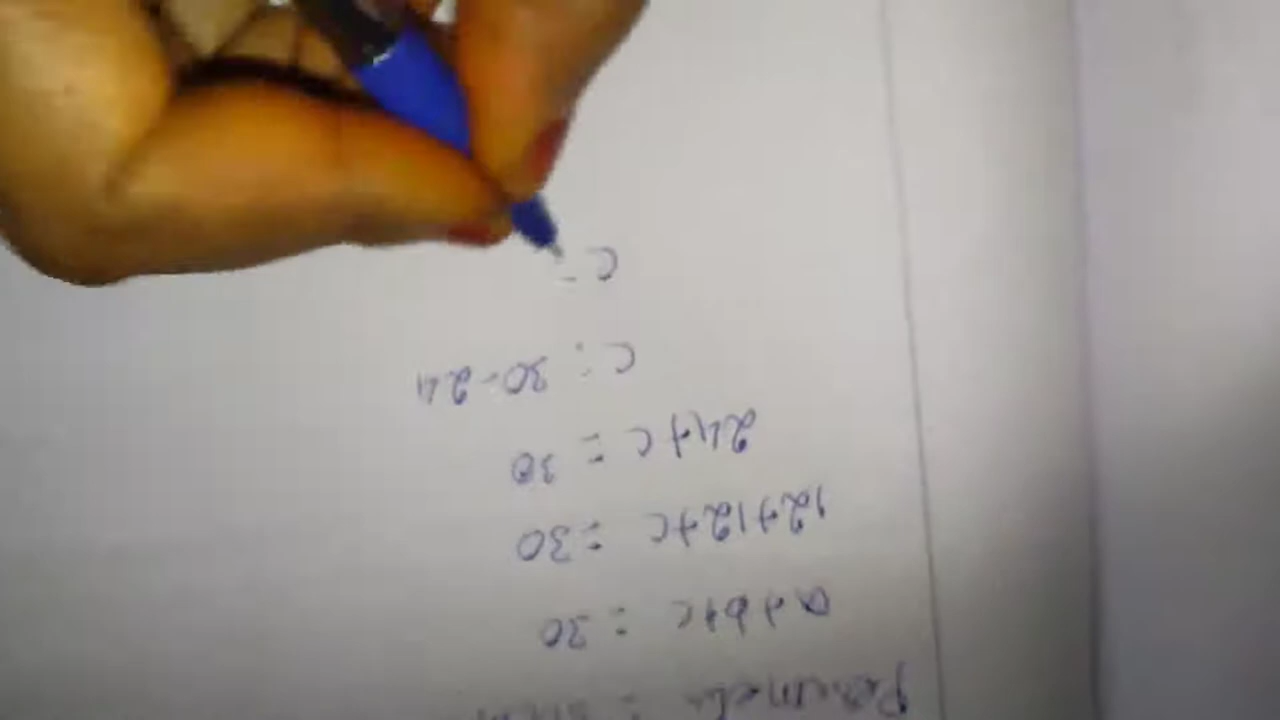 Perimeter =
a+b+c = 30
12+12+c = 30
24+c = 30
c = 30-24
c =